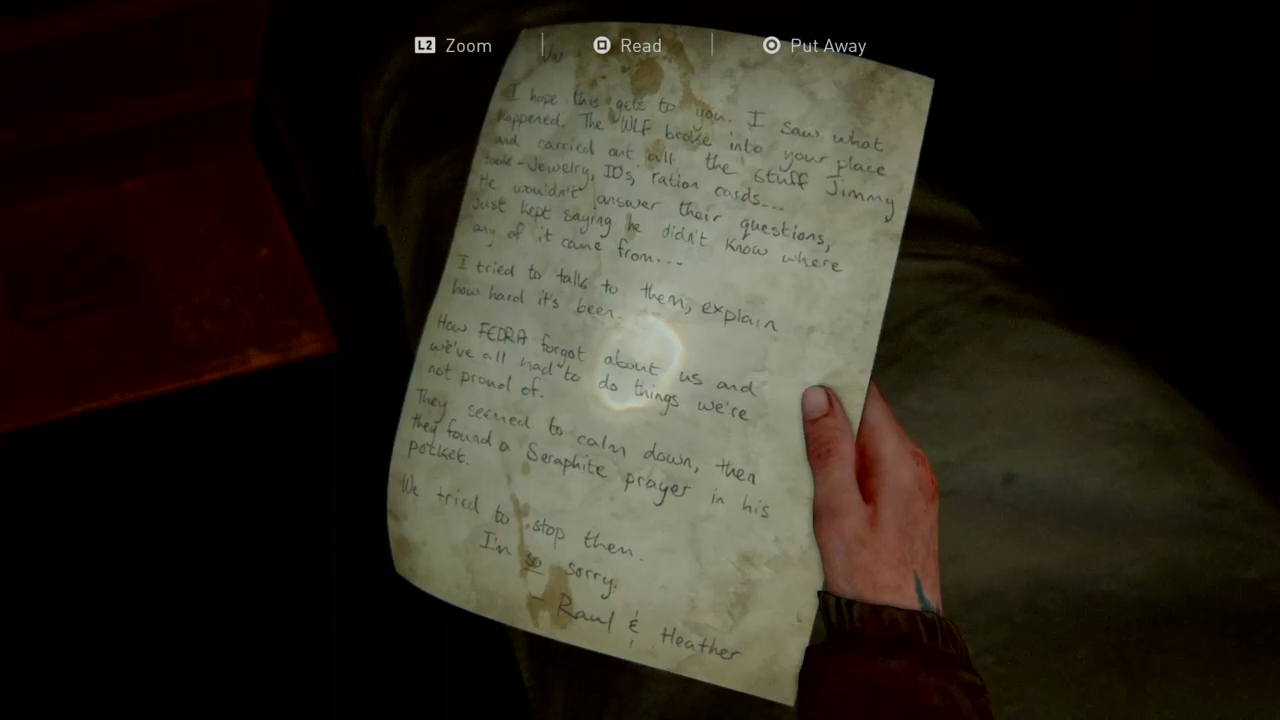 L2 Zoom
Read
Put Away
I hope this gets to you. I saw what
happened. The WLF broke into your place
and carried out all the stuff Jimmy
took - Jewelry, IDs, ration cards...
He wouldn't answer their questions,
Just kept saying he didn't know where
any of it came from...
I tried to talk to them, explain
how hard it's been.
How FEDRA forgot about us and
we've all had to do things we're
not proud of.
They seemed to calm down, then
they found a Seraphite prayer in his
pocket.
We tried to stop them.
I'm so sorry.
- Raul & Heather